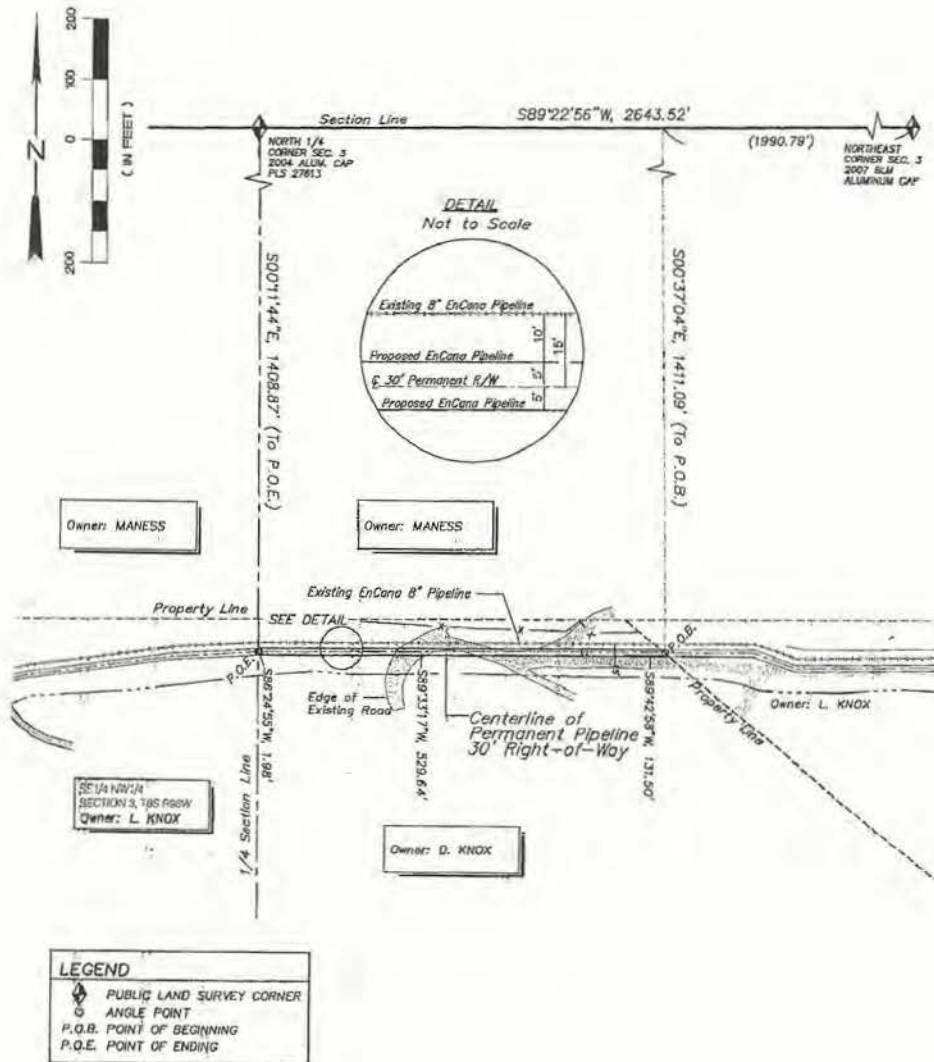 200
100
0
200
( IN FEET )
N
Section Line
S89°22'56"W, 2643.52'
(1990.79')
NORTH 1/4
CORNER SEC. 3
2004 ALUM. CAP
PLS 27613
NORTHEAST
CORNER SEC. 3
2007 BLM
ALUMINUM CAP
DETAIL
Not to Scale
Existing 8" EnCana Pipeline
10'
15'
Proposed EnCana Pipeline
5'
℄ 30' Permanent R/W
5'
Proposed EnCana Pipeline
S00°11'44"E, 1408.87' (To P.O.E.)
S00°37'04"E, 1411.09' (To P.O.B.)
Owner: MANESS
Owner: MANESS
Existing EnCana 8" Pipeline
Property Line
SEE DETAIL
P.O.B.
P.O.E.
Edge of
Existing Road
S86°24'55"W, 1.98'
S89°33'17"W, 529.64'
S89°42'58"W, 131.50'
Centerline of
Permanent Pipeline
30' Right-of-Way
Property Line
Owner: L. KNOX
SE1/4 NW1/4
SECTION 3, T8S R98W
Owner: L. KNOX
1/4 Section Line
Owner: D. KNOX
LEGEND
PUBLIC LAND SURVEY CORNER
ANGLE POINT
P.O.B. POINT OF BEGINNING
P.O.E. POINT OF ENDING